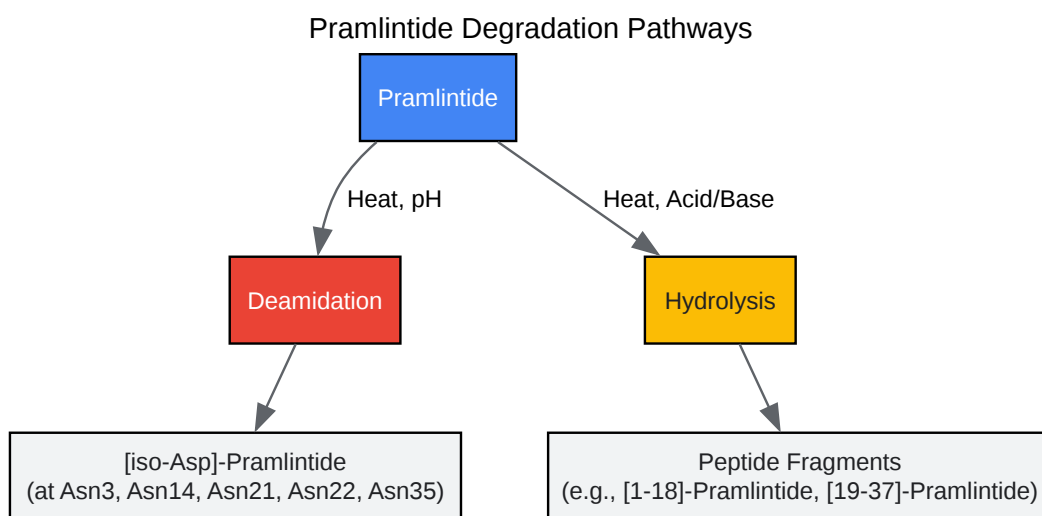 Pramlintide Degradation Pathways
Pramlintide
Heat, pH
Heat, Acid/Base
Deamidation
Hydrolysis
[iso-Asp]-Pramlintide
(at Asn3, Asn14, Asn21, Asn22, Asn35)
Peptide Fragments
(e.g., [1-18]-Pramlintide, [19-37]-Pramlintide)